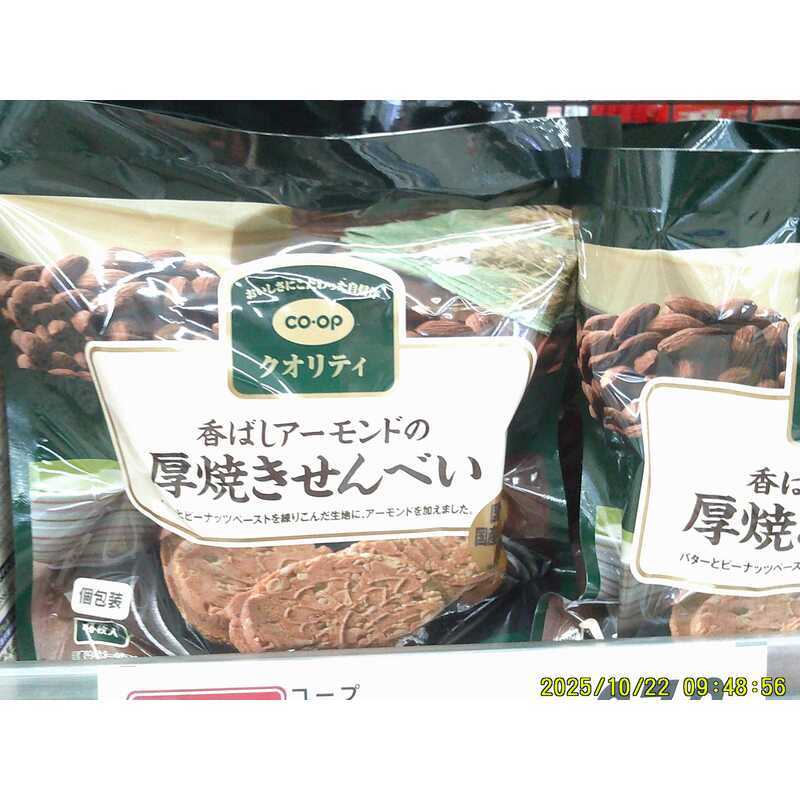 おいしさにこだわった
CO·OP
クオリティ
香ばしアーモンドの
厚焼きせんべい
とピーナッツペーストを練りこんだ生地に、アーモンドを加えました。
個包装
香ば
厚焼き
バターとピーナッツペース
コープ
2025/10/22 09:48:56